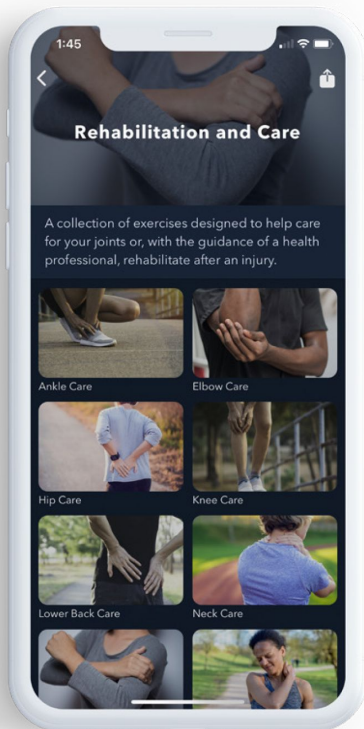 1:45
Rehabilitation and Care
A collection of exercises designed to help care
for your joints or, with the guidance of a health
professional, rehabilitate after an injury.
Ankle Care
Elbow Care
Hip Care
Knee Care
Lower Back Care
Neck Care